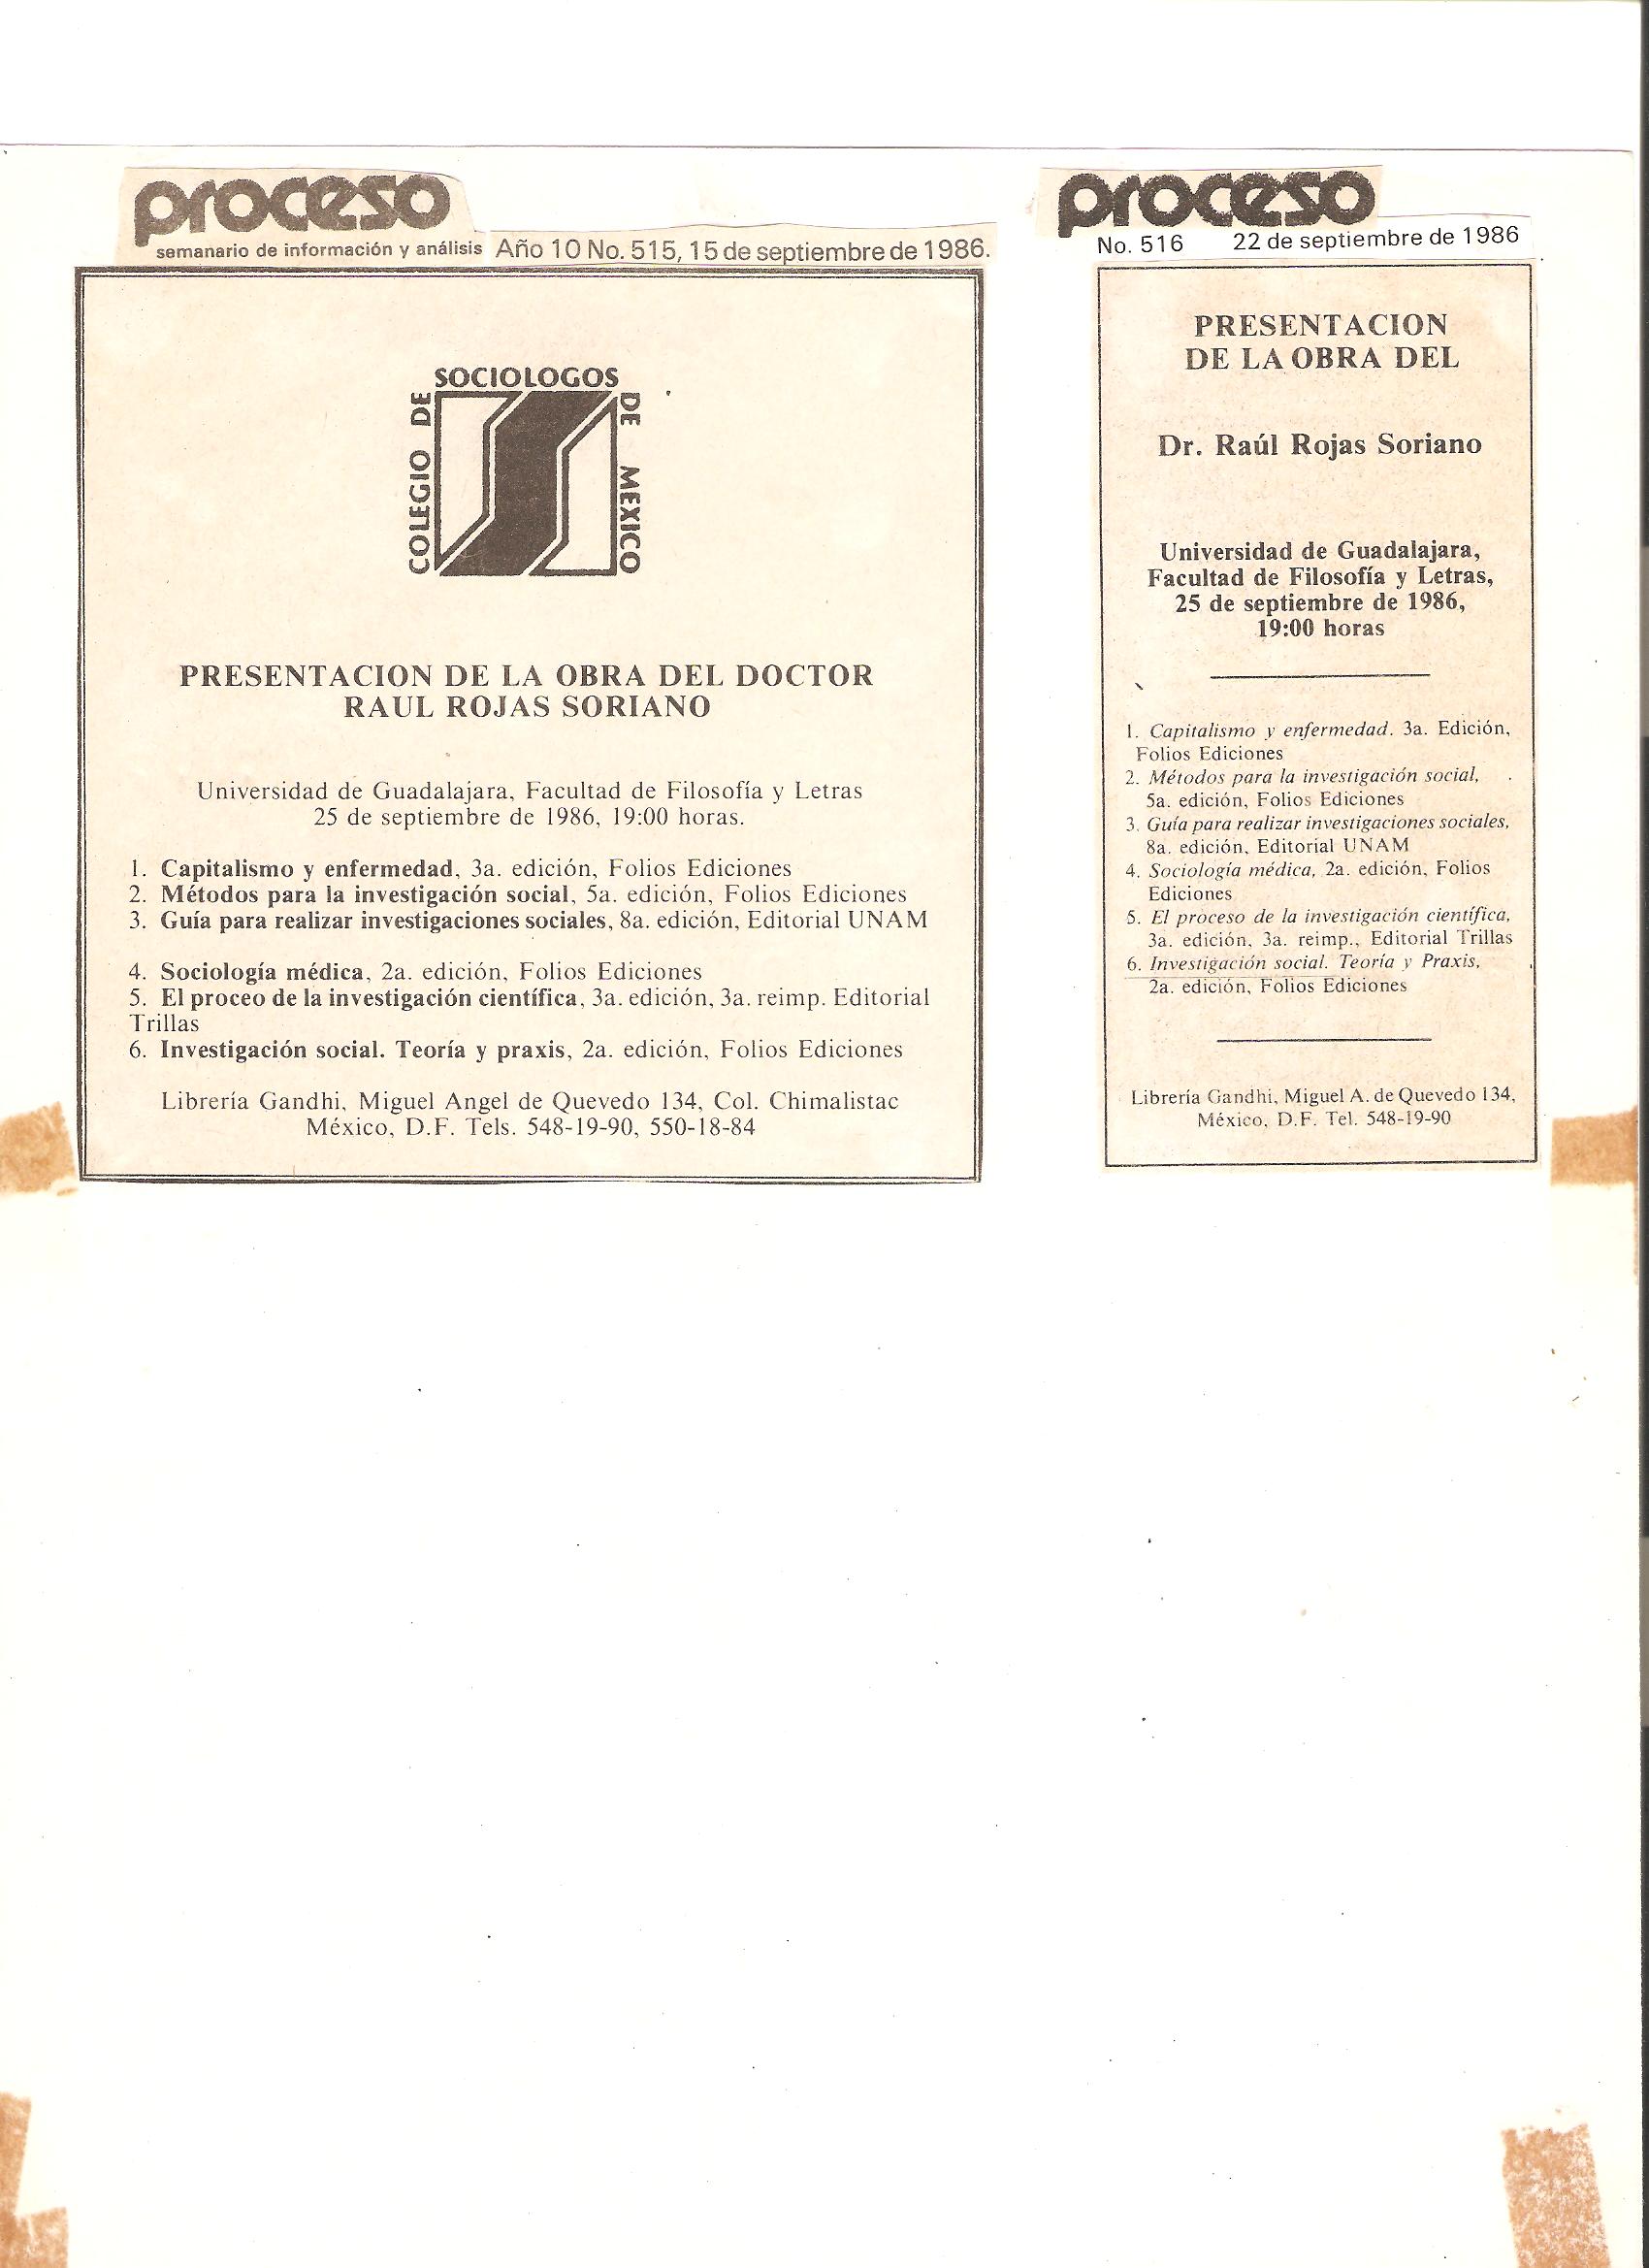 proceso
semanario de información y análisis Año 10 No. 515, 15 de septiembre de 1986.
COLEGIO DE
SOCIOLOGOS
DE MEXICO
PRESENTACION DE LA OBRA DEL DOCTOR
RAUL ROJAS SORIANO
Universidad de Guadalajara, Facultad de Filosofía y Letras
25 de septiembre de 1986, 19:00 horas.
1. Capitalismo y enfermedad, 3a. edición, Folios Ediciones
2. Métodos para la investigación social, 5a. edición, Folios Ediciones
3. Guía para realizar investigaciones sociales, 8a. edición, Editorial UNAM
4. Sociología médica, 2a. edición, Folios Ediciones
5. El proceo de la investigación científica, 3a. edición, 3a. reimp. Editorial
Trillas
6. Investigación social. Teoría y praxis, 2a. edición, Folios Ediciones
Librería Gandhi, Miguel Angel de Quevedo 134, Col. Chimalistac
México, D.F. Tels. 548-19-90, 550-18-84
proceso
No. 516 22 de septiembre de 1986
PRESENTACION
DE LA OBRA DEL
Dr. Raúl Rojas Soriano
Universidad de Guadalajara,
Facultad de Filosofía y Letras,
25 de septiembre de 1986,
19:00 horas
1. Capitalismo y enfermedad. 3a. Edición,
Folios Ediciones
2. Métodos para la investigación social,
5a. edición, Folios Ediciones
3. Guía para realizar investigaciones sociales,
8a. edición, Editorial UNAM
4. Sociología médica, 2a. edición, Folios
Ediciones
5. El proceso de la investigación científica,
3a. edición, 3a. reimp., Editorial Trillas
6. Investigación social. Teoría y Praxis,
2a. edición, Folios Ediciones
Librería Gandhi, Miguel A. de Quevedo 134,
México, D.F. Tel. 548-19-90